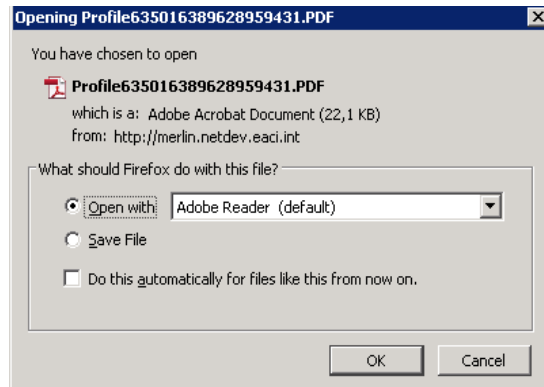 Opening Profile635016389628959431.PDF
You have chosen to open
Profile635016389628959431.PDF
which is a: Adobe Acrobat Document (22,1 KB)
from: http://merlin.netdev.eaci.int
What should Firefox do with this file?
Open with Adobe Reader (default)
Save File
Do this automatically for files like this from now on.
OK Cancel